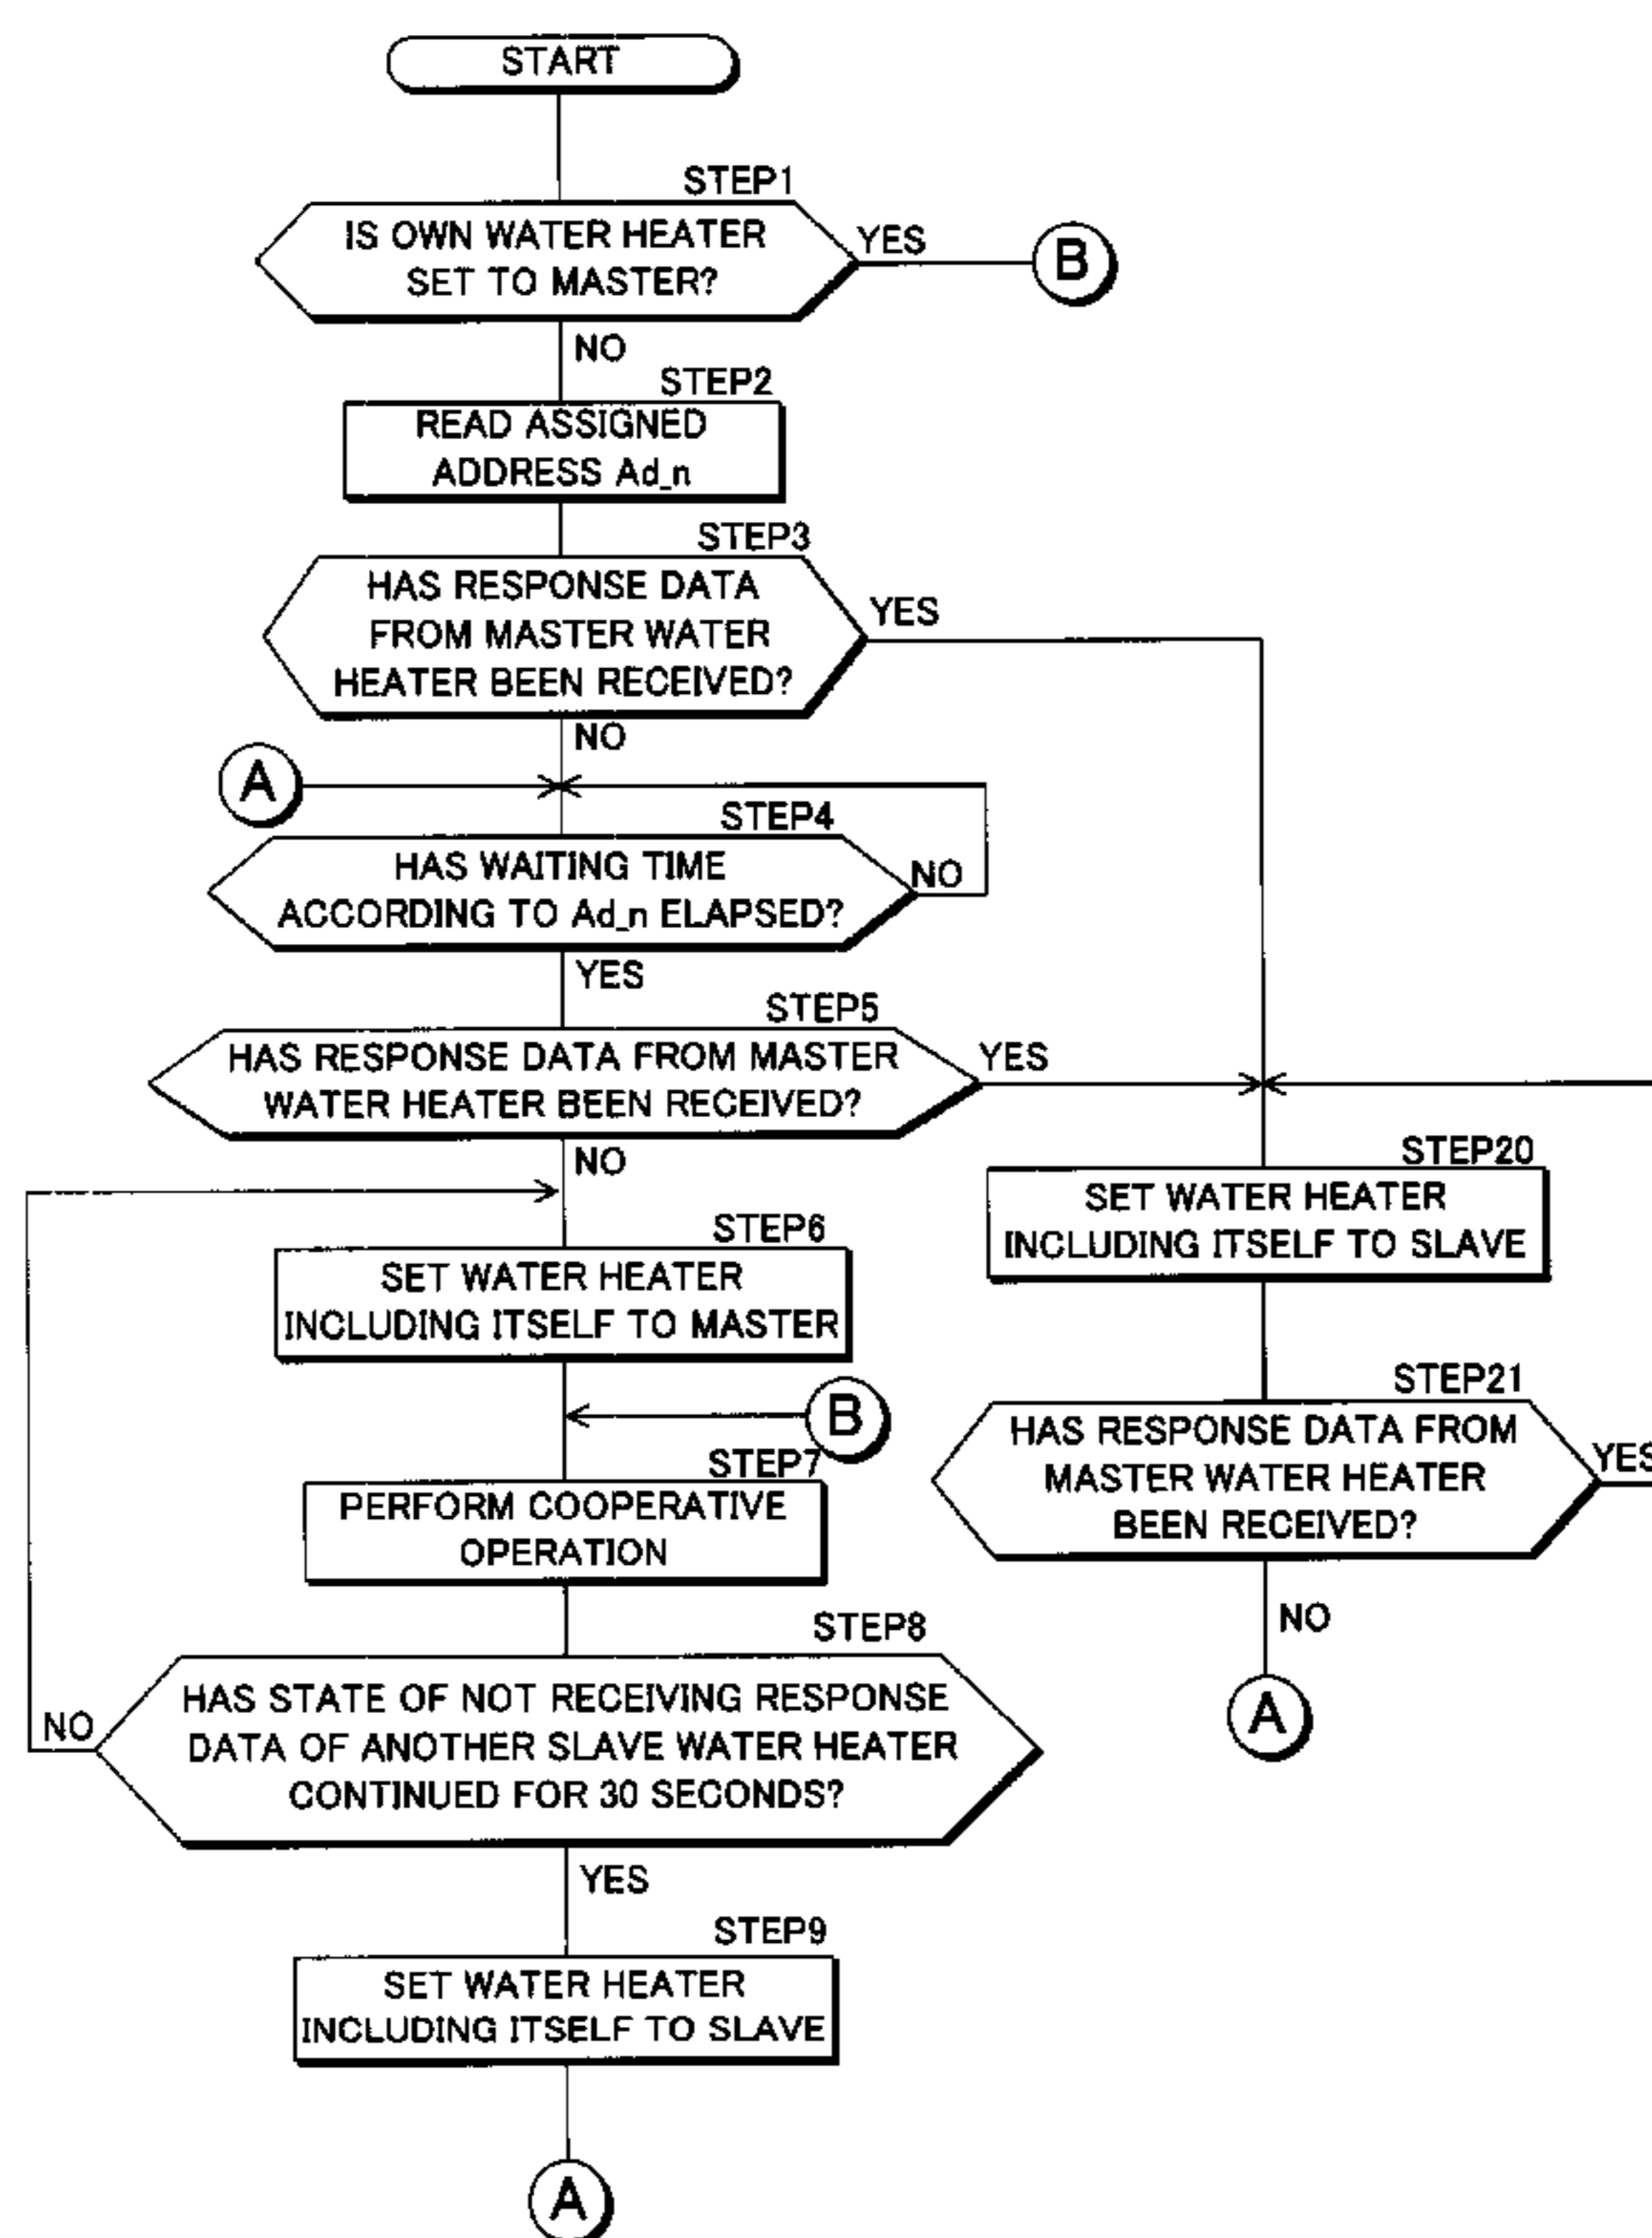 START
STEP1
IS OWN WATER HEATER
SET TO MASTER?
YES
B
NO
STEP2
READ ASSIGNED
ADDRESS Ad_n
STEP3
HAS RESPONSE DATA
FROM MASTER WATER
HEATER BEEN RECEIVED?
YES
NO
A
STEP4
HAS WAITING TIME
ACCORDING TO Ad_n ELAPSED?
NO
YES
STEP5
HAS RESPONSE DATA FROM MASTER
WATER HEATER BEEN RECEIVED?
YES
NO
STEP6
SET WATER HEATER
INCLUDING ITSELF TO MASTER
B
STEP7
PERFORM COOPERATIVE
OPERATION
STEP8
HAS STATE OF NOT RECEIVING RESPONSE
DATA OF ANOTHER SLAVE WATER HEATER
CONTINUED FOR 30 SECONDS?
NO
YES
STEP9
SET WATER HEATER
INCLUDING ITSELF TO SLAVE
A
STEP20
SET WATER HEATER
INCLUDING ITSELF TO SLAVE
STEP21
HAS RESPONSE DATA FROM
MASTER WATER HEATER
BEEN RECEIVED?
YES
NO
A